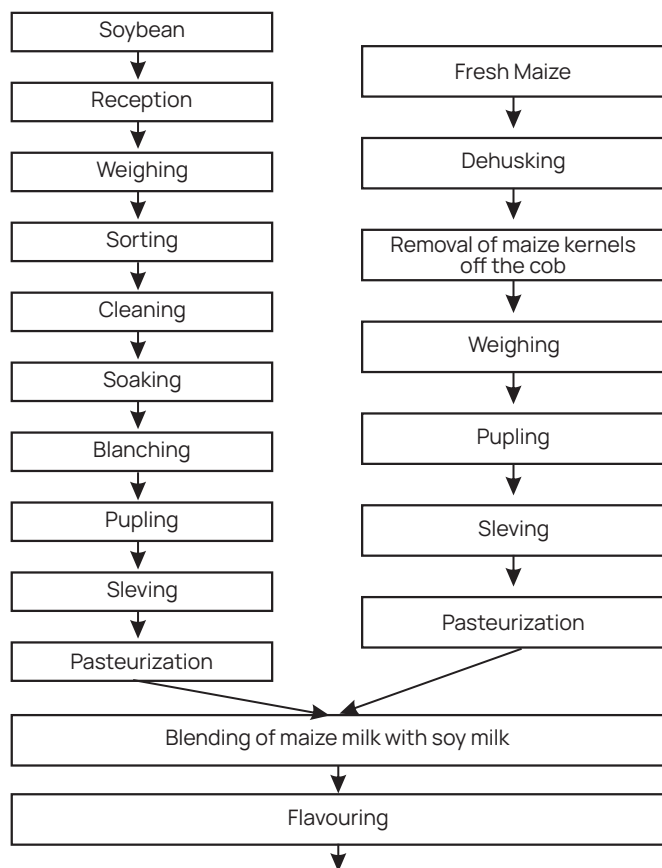 Soybean
Reception
Weighing
Sorting
Cleaning
Soaking
Blanching
Pupling
Sleving
Pasteurization
Fresh Maize
Dehusking
Removal of maize kernels
off the cob
Weighing
Pupling
Sleving
Pasteurization
Blending of maize milk with soy milk
Flavouring